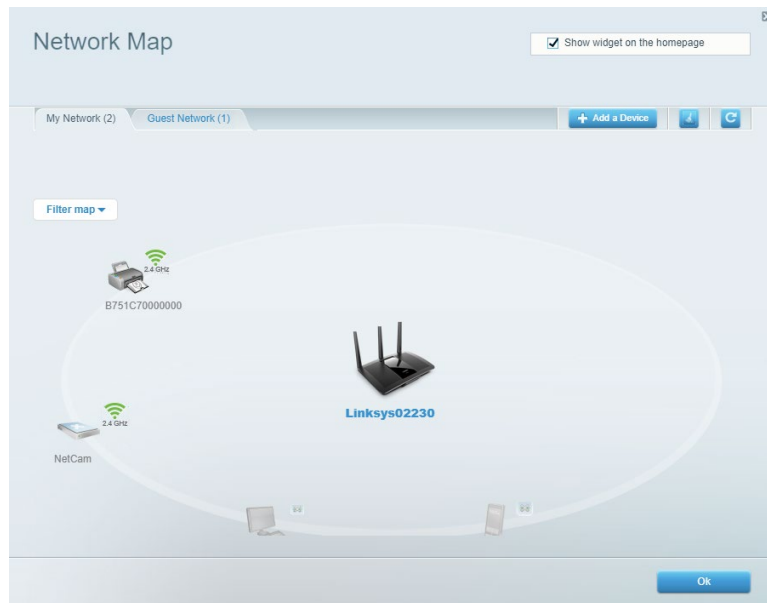 Network Map
Show widget on the homepage
My Network (2)
Guest Network (1)
Add a Device
Filter map
2.4 GHz
B751C70000000
Linksys02230
2.4 GHz
NetCam
Ok